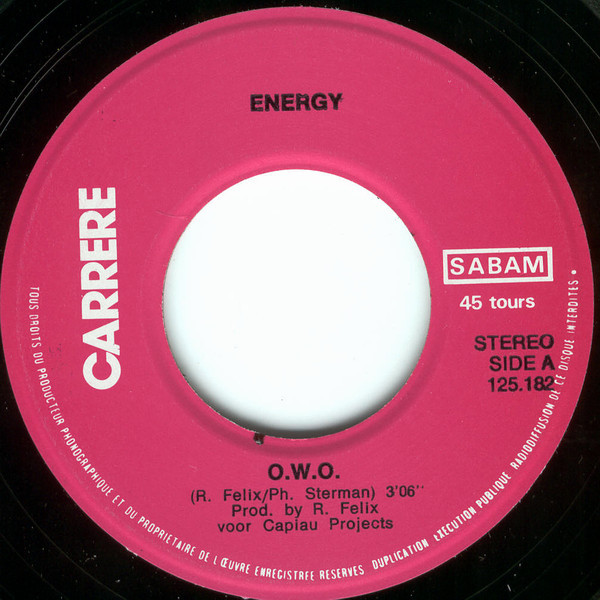 ENERGY
CARRERE
SABAM
45 tours
STEREO
SIDE A
125.182
O.W.O.
(R. Felix/Ph. Sterman) 3'06''
Prod. by R. Felix
voor Capiau Projects
TOUS DROITS DU PRODUCTEUR PHONOGRAPHIQUE ET DU PROPRIETAIRE DE L'ŒUVRE ENREGISTREE RESERVES DUPLICATION EXECUTION PUBLIQUE RADIODIFFUSION DE CE DISQUE INTERDITES •